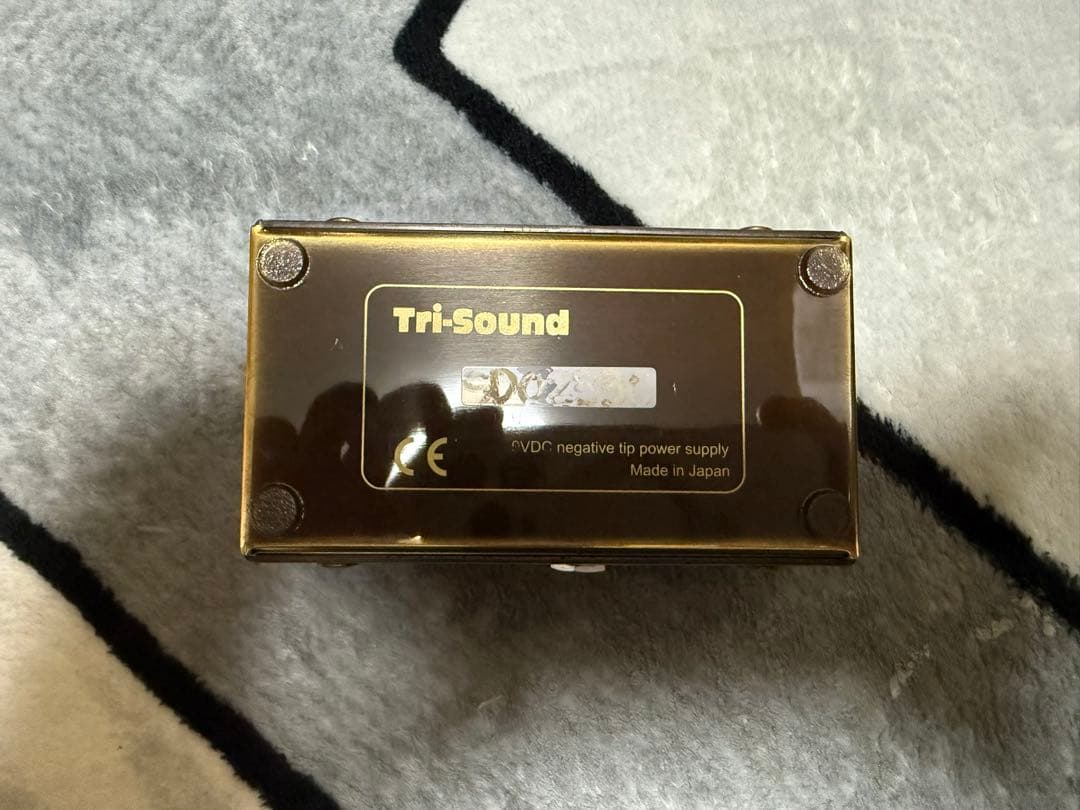 Tri-Sound
CE
9VDC negative tip power supply
Made in Japan